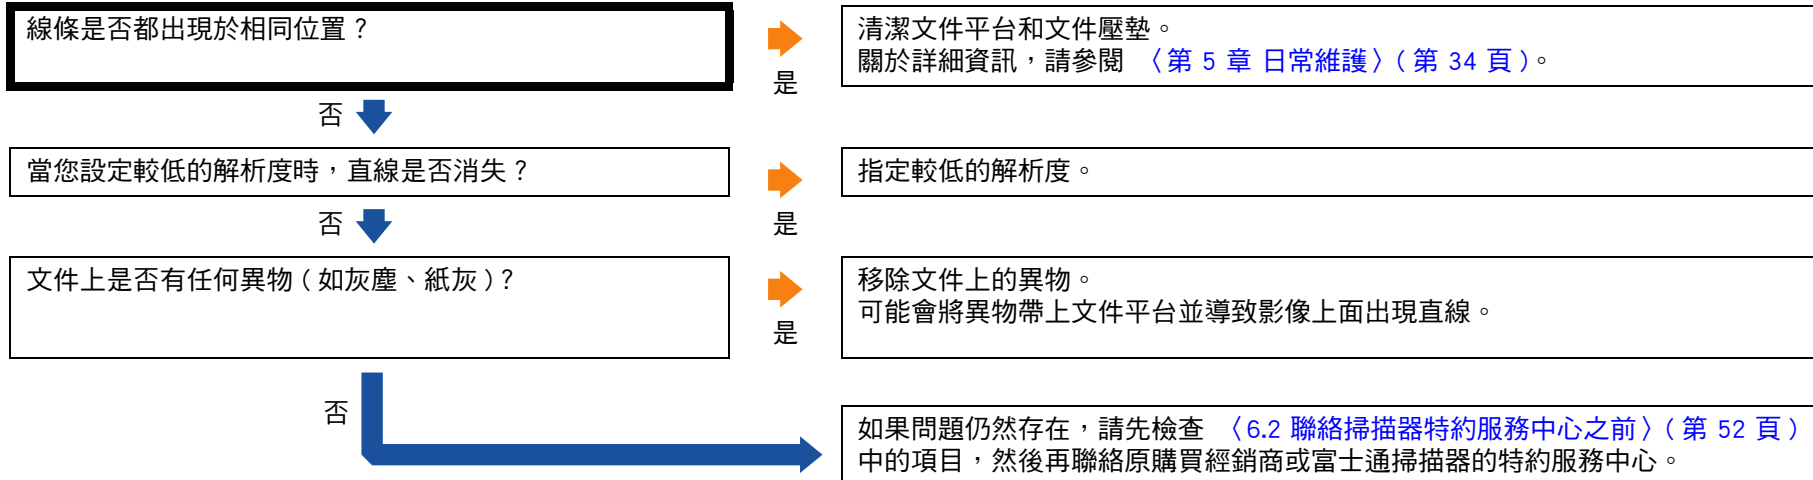 線條是否都出現於相同位置？
是
清潔文件平台和文件壓墊。
關於詳細資訊，請參閱 〈第 5 章 日常維護〉( 第 34 頁 )。
否
當您設定較低的解析度時，直線是否消失？
是
指定較低的解析度。
否
文件上是否有任何異物 ( 如灰塵、紙灰 )?
是
移除文件上的異物。
可能會將異物帶上文件平台並導致影像上面出現直線。
否
如果問題仍然存在，請先檢查 〈6.2 聯絡掃描器特約服務中心之前〉( 第 52 頁 )
中的項目，然後再聯絡原購買經銷商或富士通掃描器的特約服務中心。